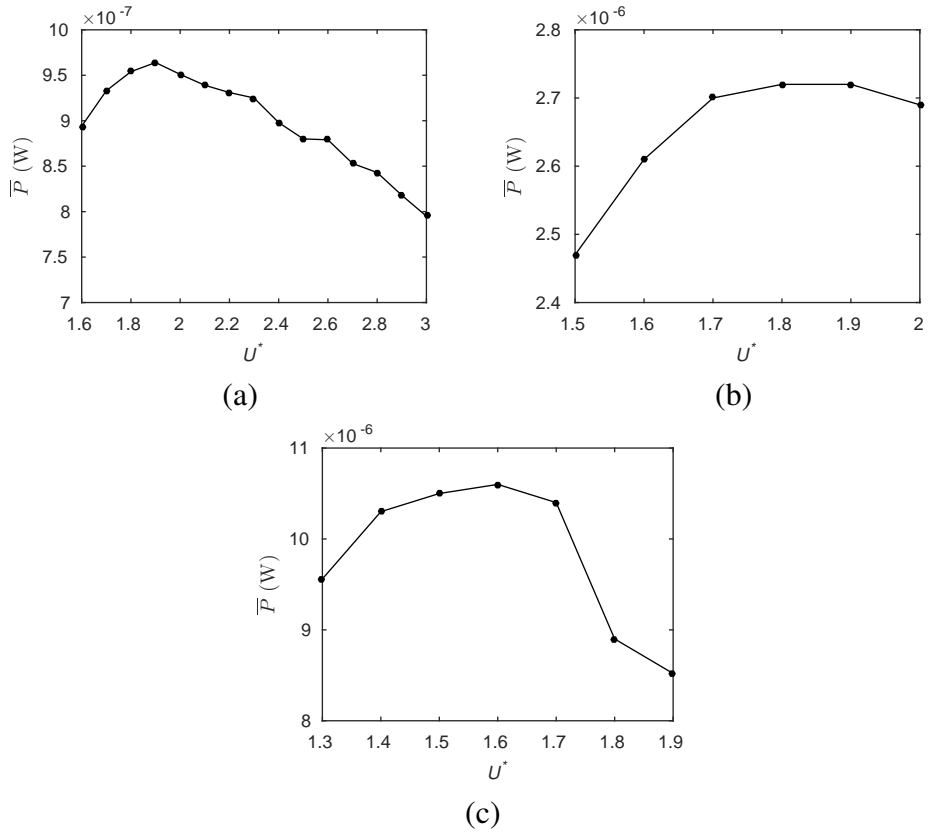 ×10⁻⁷
10
9.5
9
8.5
8
7.5
7
P̅ (W)
1.6 1.8 2 2.2 2.4 2.6 2.8 3
U*
(a)
×10⁻⁶
2.8
2.7
2.6
2.5
2.4
P̅ (W)
1.5 1.6 1.7 1.8 1.9 2
U*
(b)
×10⁻⁶
11
10
9
8
P̅ (W)
1.3 1.4 1.5 1.6 1.7 1.8 1.9
U*
(c)